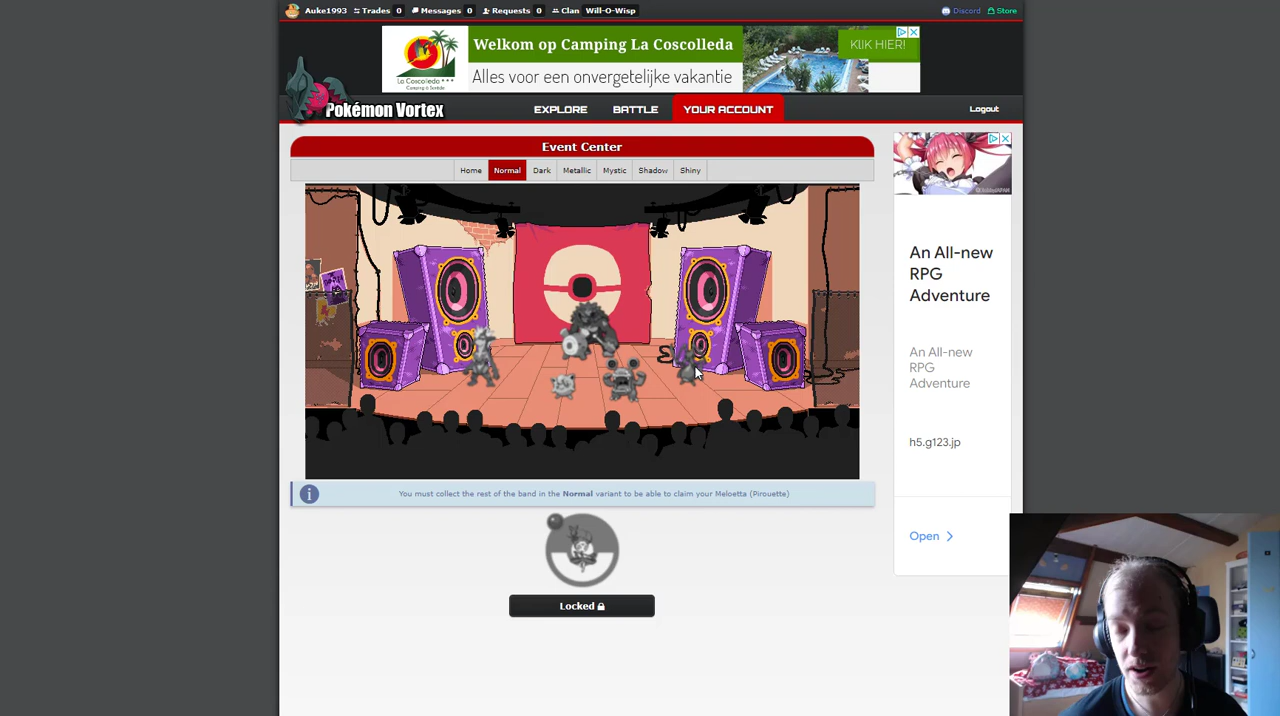 Auke1993 Trades 0 Messages 0 Requests 0 Clan Will-O-Wisp Discord Store
La Coscolleda
Welkom op Camping La Coscolleda
Alles voor een onvergetelijke vakantie
KLIK HIER!
Pokémon Vortex
EXPLORE BATTLE YOUR ACCOUNT Logout
Event Center
Home Normal Dark Metallic Mystic Shadow Shiny
You must collect the rest of the band in the Normal variant to be able to claim your Meloetta (Pirouette)
Locked
An All-new
RPG
Adventure
An All-new
RPG
Adventure
h5.g123.jp
Open